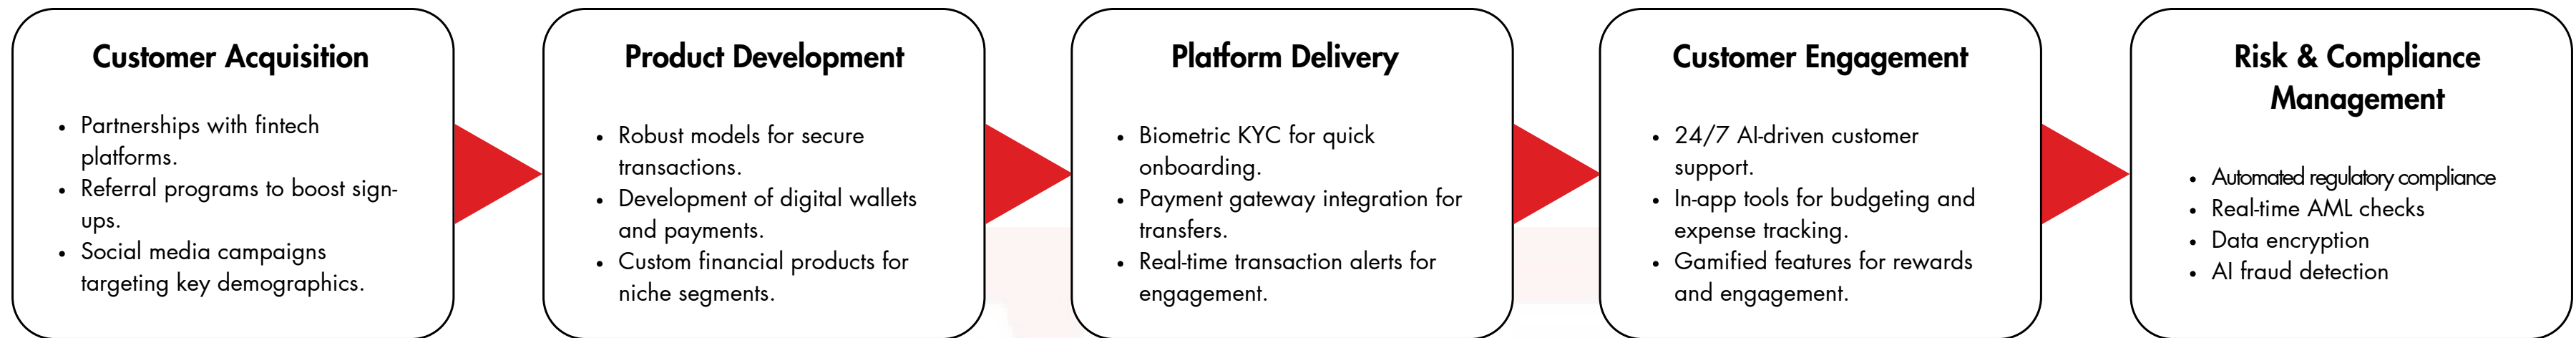 Customer Acquisition
• Partnerships with fintech
platforms.
• Referral programs to boost sign-
ups.
• Social media campaigns
targeting key demographics.
Product Development
• Robust models for secure
transactions.
• Development of digital wallets
and payments.
• Custom financial products for
niche segments.
Platform Delivery
• Biometric KYC for quick
onboarding.
• Payment gateway integration for
transfers.
• Real-time transaction alerts for
engagement.
Customer Engagement
• 24/7 AI-driven customer
support.
• In-app tools for budgeting and
expense tracking.
• Gamified features for rewards
and engagement.
Risk & Compliance
Management
• Automated regulatory compliance
• Real-time AML checks
• Data encryption
• AI fraud detection